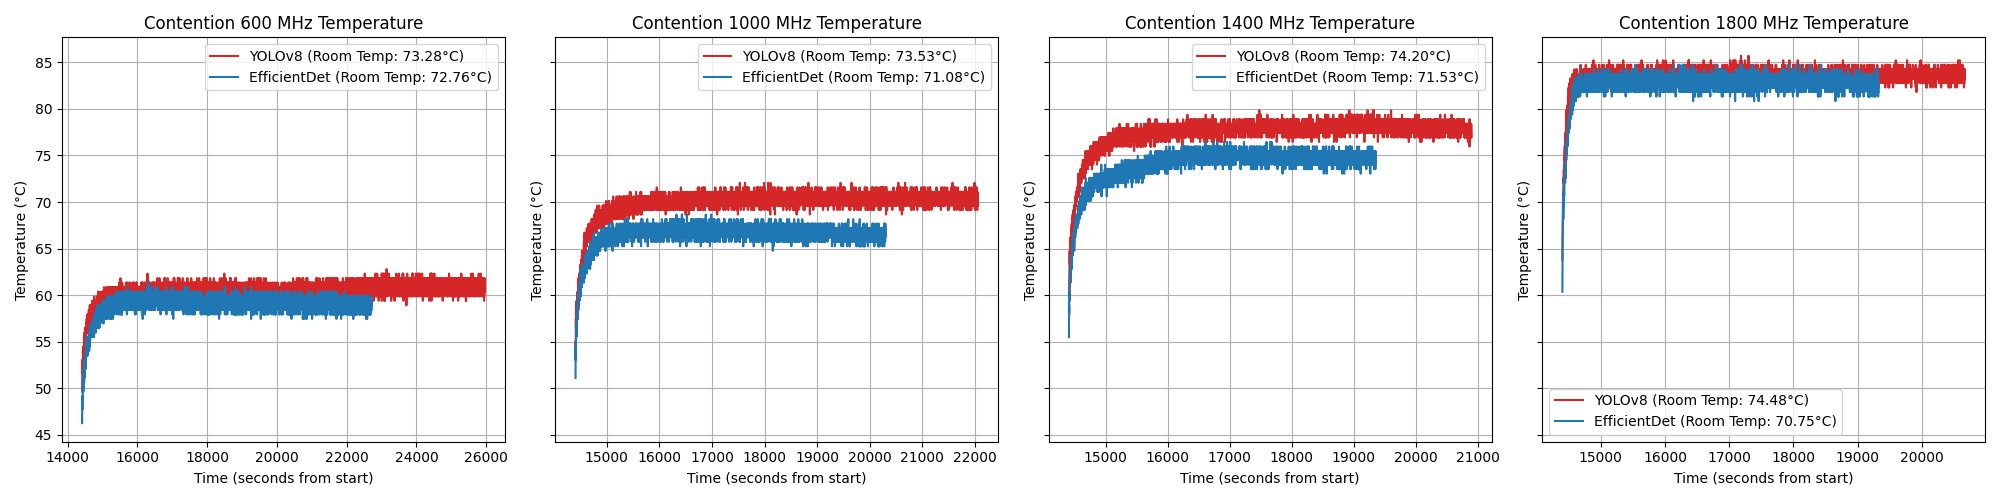 Contention 600 MHz Temperature
YOLOv8 (Room Temp: 73.28°C)
EfficientDet (Room Temp: 72.76°C)
Temperature (°C)
85
80
75
70
65
60
55
50
45
14000 16000 18000 20000 22000 24000 26000
Time (seconds from start)
Contention 1000 MHz Temperature
YOLOv8 (Room Temp: 73.53°C)
EfficientDet (Room Temp: 71.08°C)
Temperature (°C)
15000 16000 17000 18000 19000 20000 21000 22000
Time (seconds from start)
Contention 1400 MHz Temperature
YOLOv8 (Room Temp: 74.20°C)
EfficientDet (Room Temp: 71.53°C)
Temperature (°C)
15000 16000 17000 18000 19000 20000 21000
Time (seconds from start)
Contention 1800 MHz Temperature
Temperature (°C)
YOLOv8 (Room Temp: 74.48°C)
EfficientDet (Room Temp: 70.75°C)
15000 16000 17000 18000 19000 20000
Time (seconds from start)